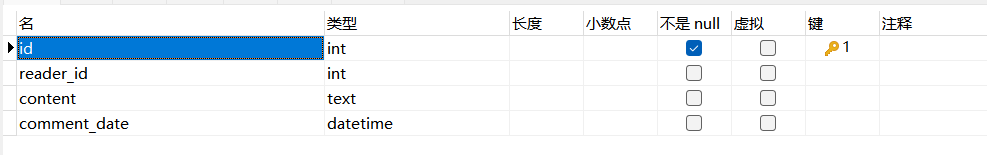 名 类型 长度 小数点 不是 null 虚拟 键 注释
id int 1
reader_id int
content text
comment_date datetime